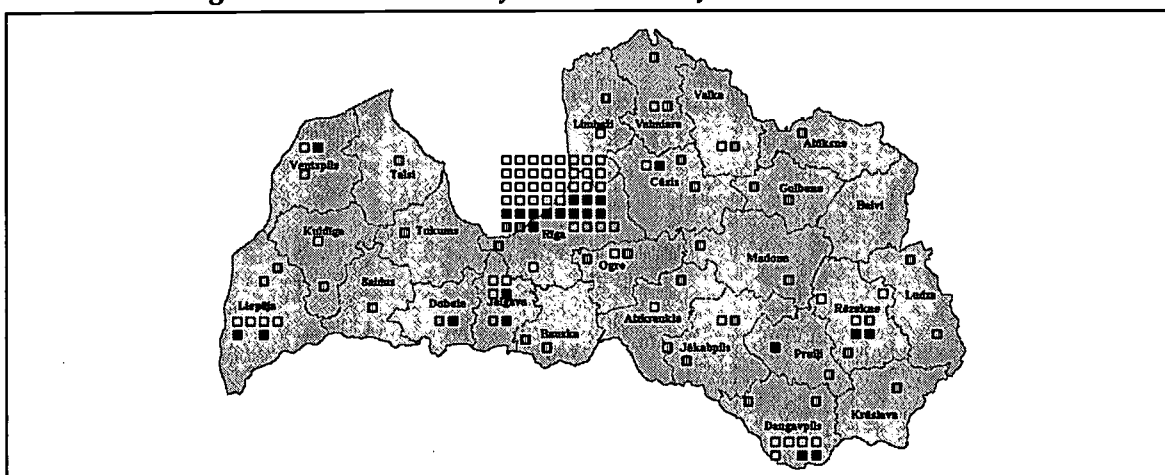 Valka
Limbaži
Valmiera
Alūksne
Ventspils
Talsi
Cēsis
Gulbene
Balvi
Kuldīga
Tukums
Rīga
Ogre
Madona
Liepāja
Saldus
Dobele
Jelgava
Bauska
Aizkraukle
Jēkabpils
Rēzekne
Ludza
Preiļi
Krāslava
Daugavpils